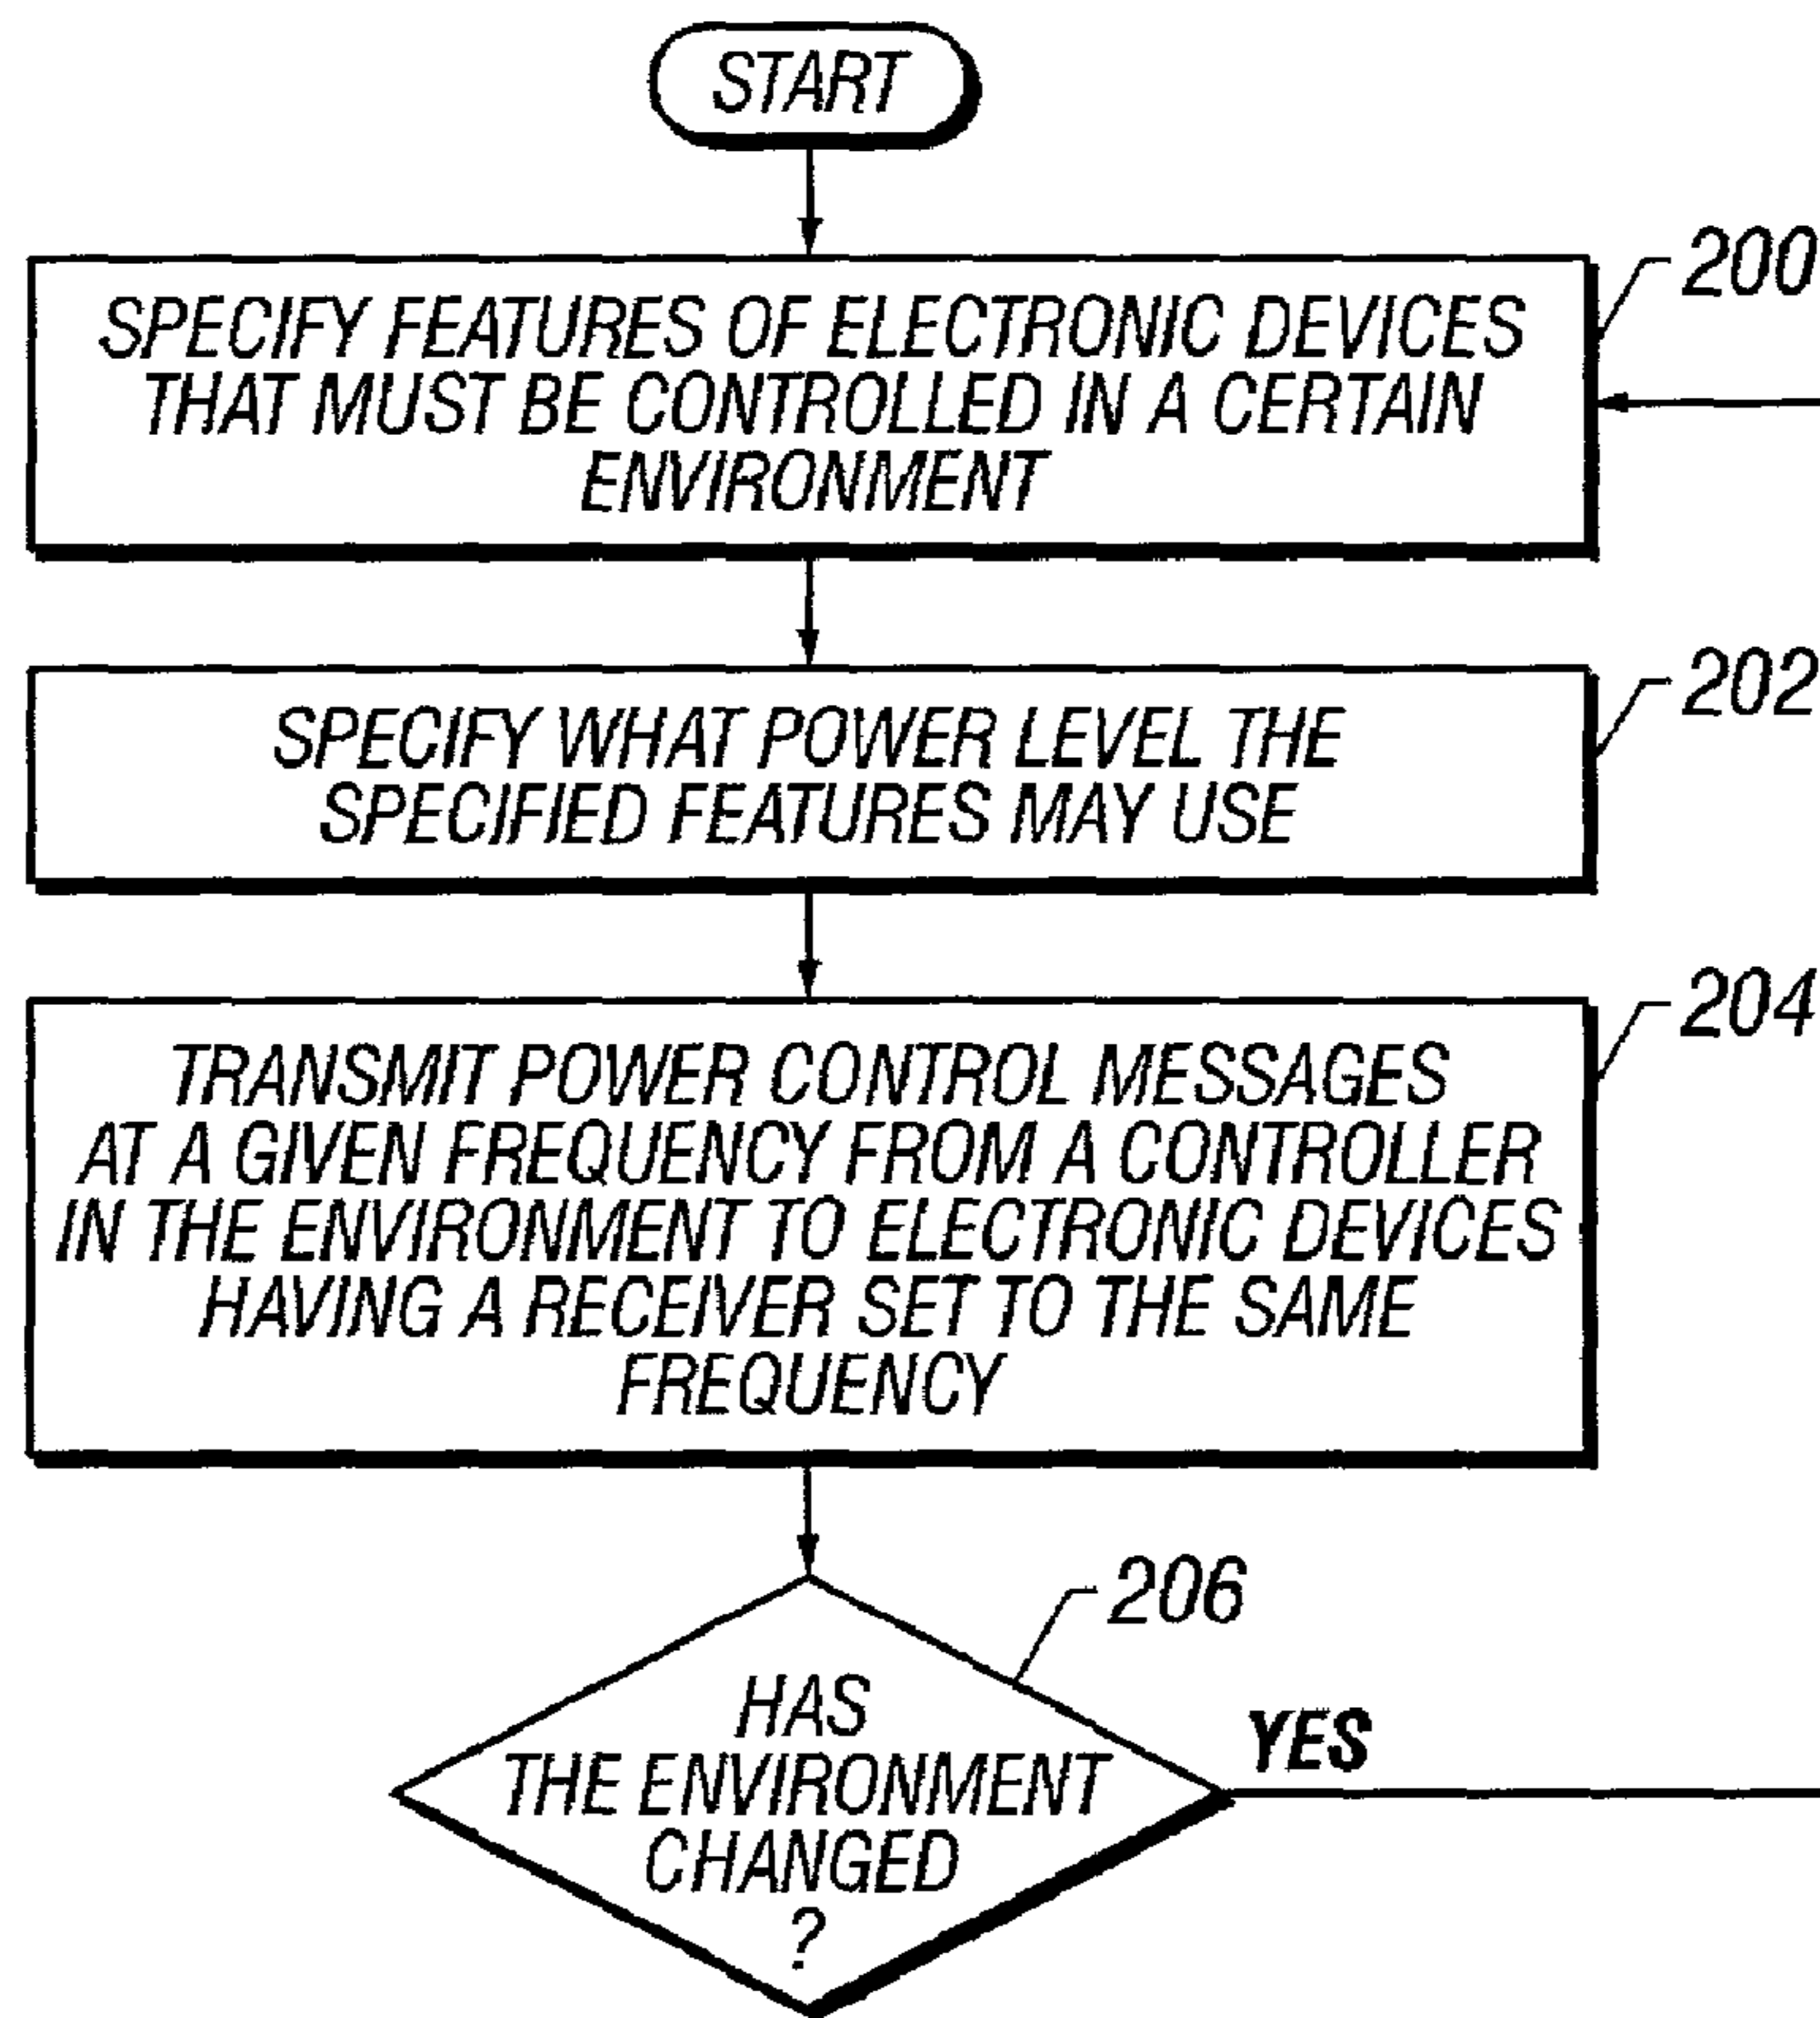 START
200
SPECIFY FEATURES OF ELECTRONIC DEVICES
THAT MUST BE CONTROLLED IN A CERTAIN
ENVIRONMENT
202
SPECIFY WHAT POWER LEVEL THE
SPECIFIED FEATURES MAY USE
204
TRANSMIT POWER CONTROL MESSAGES
AT A GIVEN FREQUENCY FROM A CONTROLLER
IN THE ENVIRONMENT TO ELECTRONIC DEVICES
HAVING A RECEIVER SET TO THE SAME
FREQUENCY
206
HAS
THE ENVIRONMENT
CHANGED
?
YES